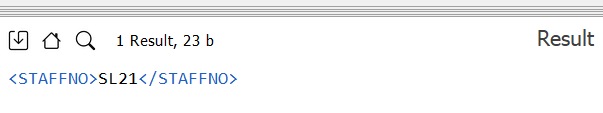 1 Result, 23 b Result
<STAFFNO>SL21</STAFFNO>